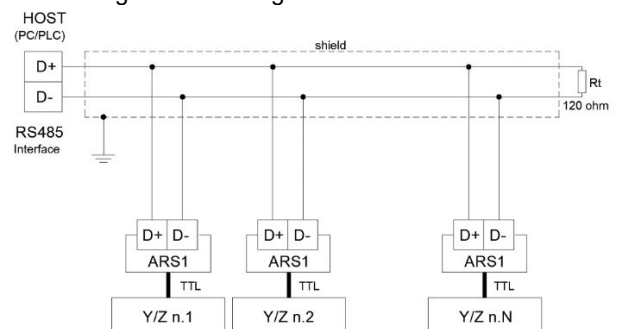 HOST
(PC/PLC)
shield
D+
D-
Rt
120 ohm
RS485
Interface
D+ D- D+ D- D+ D-
ARS1 ARS1 ARS1
TTL TTL TTL
Y/Z n.1 Y/Z n.2 Y/Z n.N